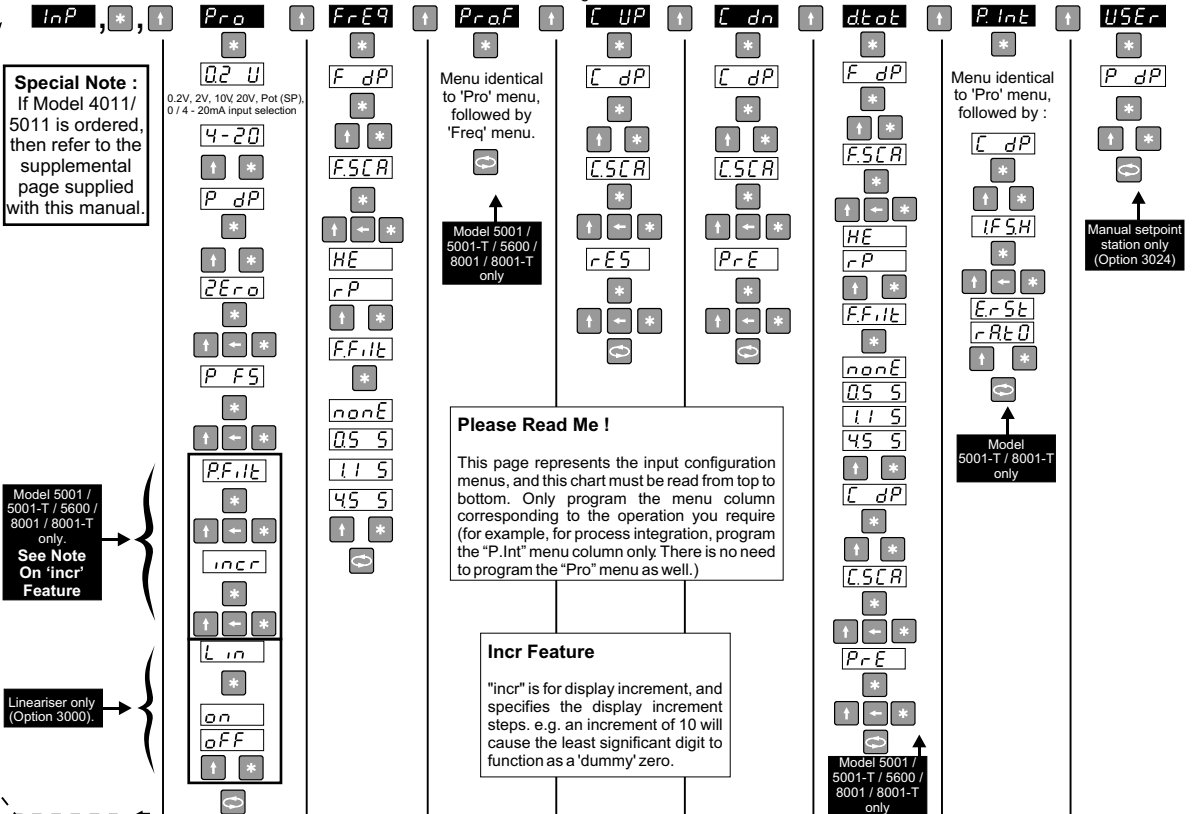 InP , * , ↑ Pro ↑ FrEq ↑ Pro.F ↑ C UP ↑ C dn ↑ d.tot ↑ P.Int ↑ USEr
Special Note :
If Model 4011/
5011 is ordered,
then refer to the
supplemental
page supplied
with this manual.
Model 5001 /
5001-T / 5600 /
8001 / 8001-T
only.
See Note
On ‘incr’
Feature
Lineariser only
(Option 3000).
*
0.2 U
0.2V, 2V, 10V, 20V, Pot (SP),
0 / 4 - 20mA input selection
4-20
↑ *
P dP
*
↑ *
ZEro
*
↑ ← *
P FS
*
↑ ← *
P.Filt
*
↑ ← *
incr
*
↑ ← *
Lin
*
on
oFF
↑ *
*
F dP
*
↑ *
F.SCA
*
↑ ← *
HE
rP
↑ *
F.Filt
*
nonE
0.5 S
1.1 S
4.5 S
↑ *
*
Menu identical
to 'Pro' menu,
followed by
'Freq' menu.
Model 5001 /
5001-T / 5600 /
8001 / 8001-T
only
*
C dP
*
↑ *
C.SCA
*
↑ ← *
rES
*
↑ ← *
*
C dP
*
↑ *
C.SCA
*
↑ ← *
PrE
*
↑ ← *
Please Read Me !
This page represents the input configuration
menus, and this chart must be read from top to
bottom. Only program the menu column
corresponding to the operation you require
(for example, for process integration, program
the “P.Int” menu column only. There is no need
to program the “Pro” menu as well.)
Incr Feature
"incr" is for display increment, and
specifies the display increment
steps. e.g. an increment of 10 will
cause the least significant digit to
function as a 'dummy' zero.
*
F dP
*
↑ *
F.SCA
*
↑ ← *
HE
rP
↑ *
F.Filt
*
nonE
0.5 S
1.1 S
4.5 S
↑ *
C dP
*
↑ *
C.SCA
*
↑ ← *
PrE
*
↑ ← *
Model 5001 /
5001-T / 5600 /
8001 / 8001-T
only
*
Menu identical
to 'Pro' menu,
followed by :
C dP
*
↑ *
I.FS.H
*
↑ ← *
E.rSt
rAt0
↑ *
Model
5001-T / 8001-T
only
*
P dP
*
↑ *
Manual setpoint
station only
(Option 3024)